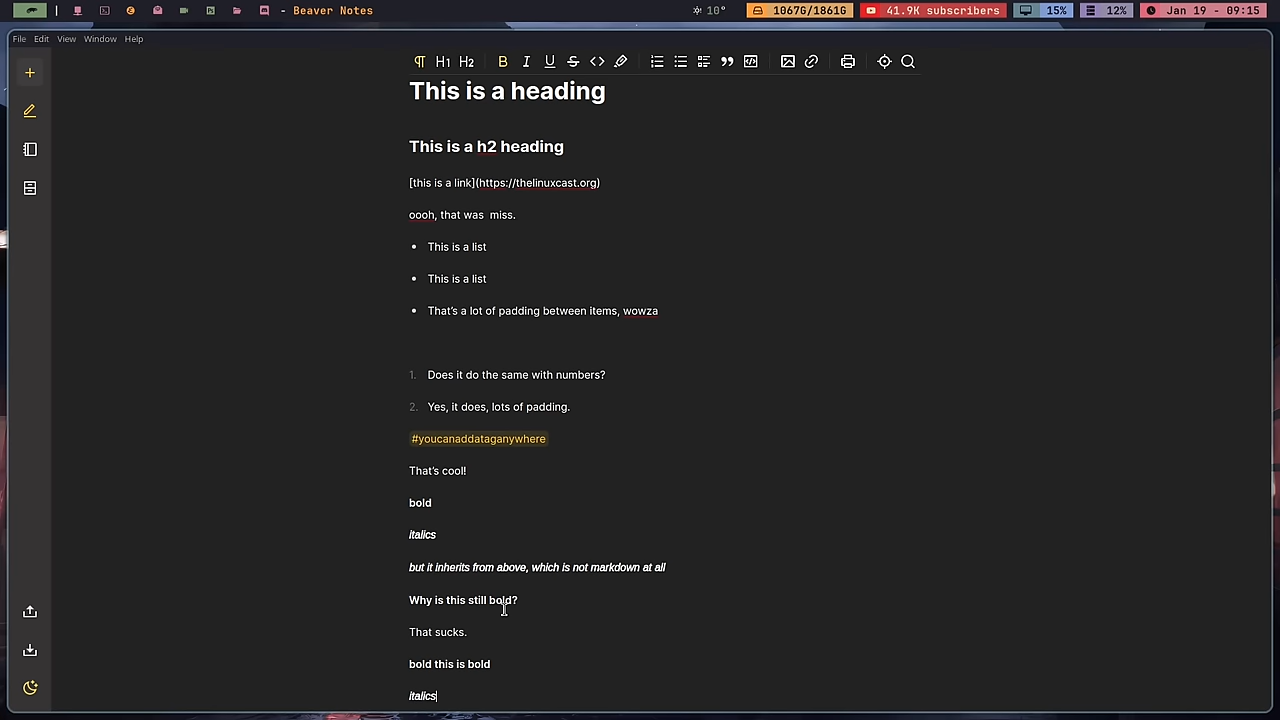 | - Beaver Notes 10° 1067G/1861G 41.9K subscribers 15% 12% Jan 19 - 09:15
File Edit View Window Help
¶ H1 H2 B I U S
This is a heading
This is a h2 heading
[this is a link](https://thelinuxcast.org)
oooh, that was  miss.
• This is a list
• This is a list
• That's a lot of padding between items, wowza
1. Does it do the same with numbers?
2. Yes, it does, lots of padding.
#youcanaddataganywhere
That's cool!
bold
italics
but it inherits from above, which is not markdown at all
Why is this still bold?
That sucks.
bold this is bold
italics